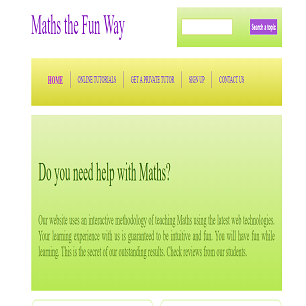 Maths the Fun Way
Search a topic
HOME ONLINE TUTORIALS GET A PRIVATE TUTOR SIGN UP CONTACT US
Do you need help with Maths?
Our website uses an interactive methodology of teaching Maths using the latest web technologies.
Your learning experience with us is guaranteed to be intuitive and fun. You will have fun while
learning. This is the secret of our outstanding results. Check reviews from our students.